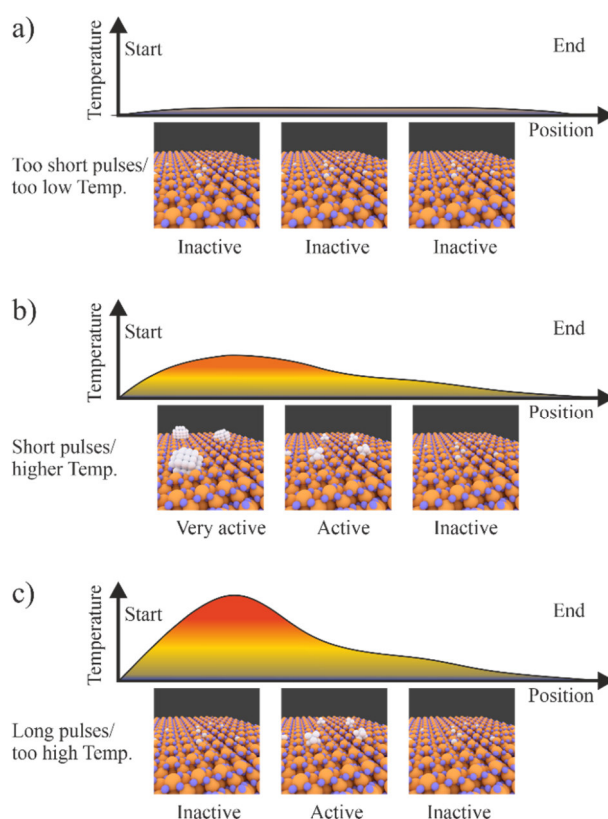 a)
Temperature
Start
End
Position
Too short pulses/
too low Temp.
Inactive
Inactive
Inactive
b)
Temperature
Start
End
Position
Short pulses/
higher Temp.
Very active
Active
Inactive
c)
Temperature
Start
End
Position
Long pulses/
too high Temp.
Inactive
Active
Inactive